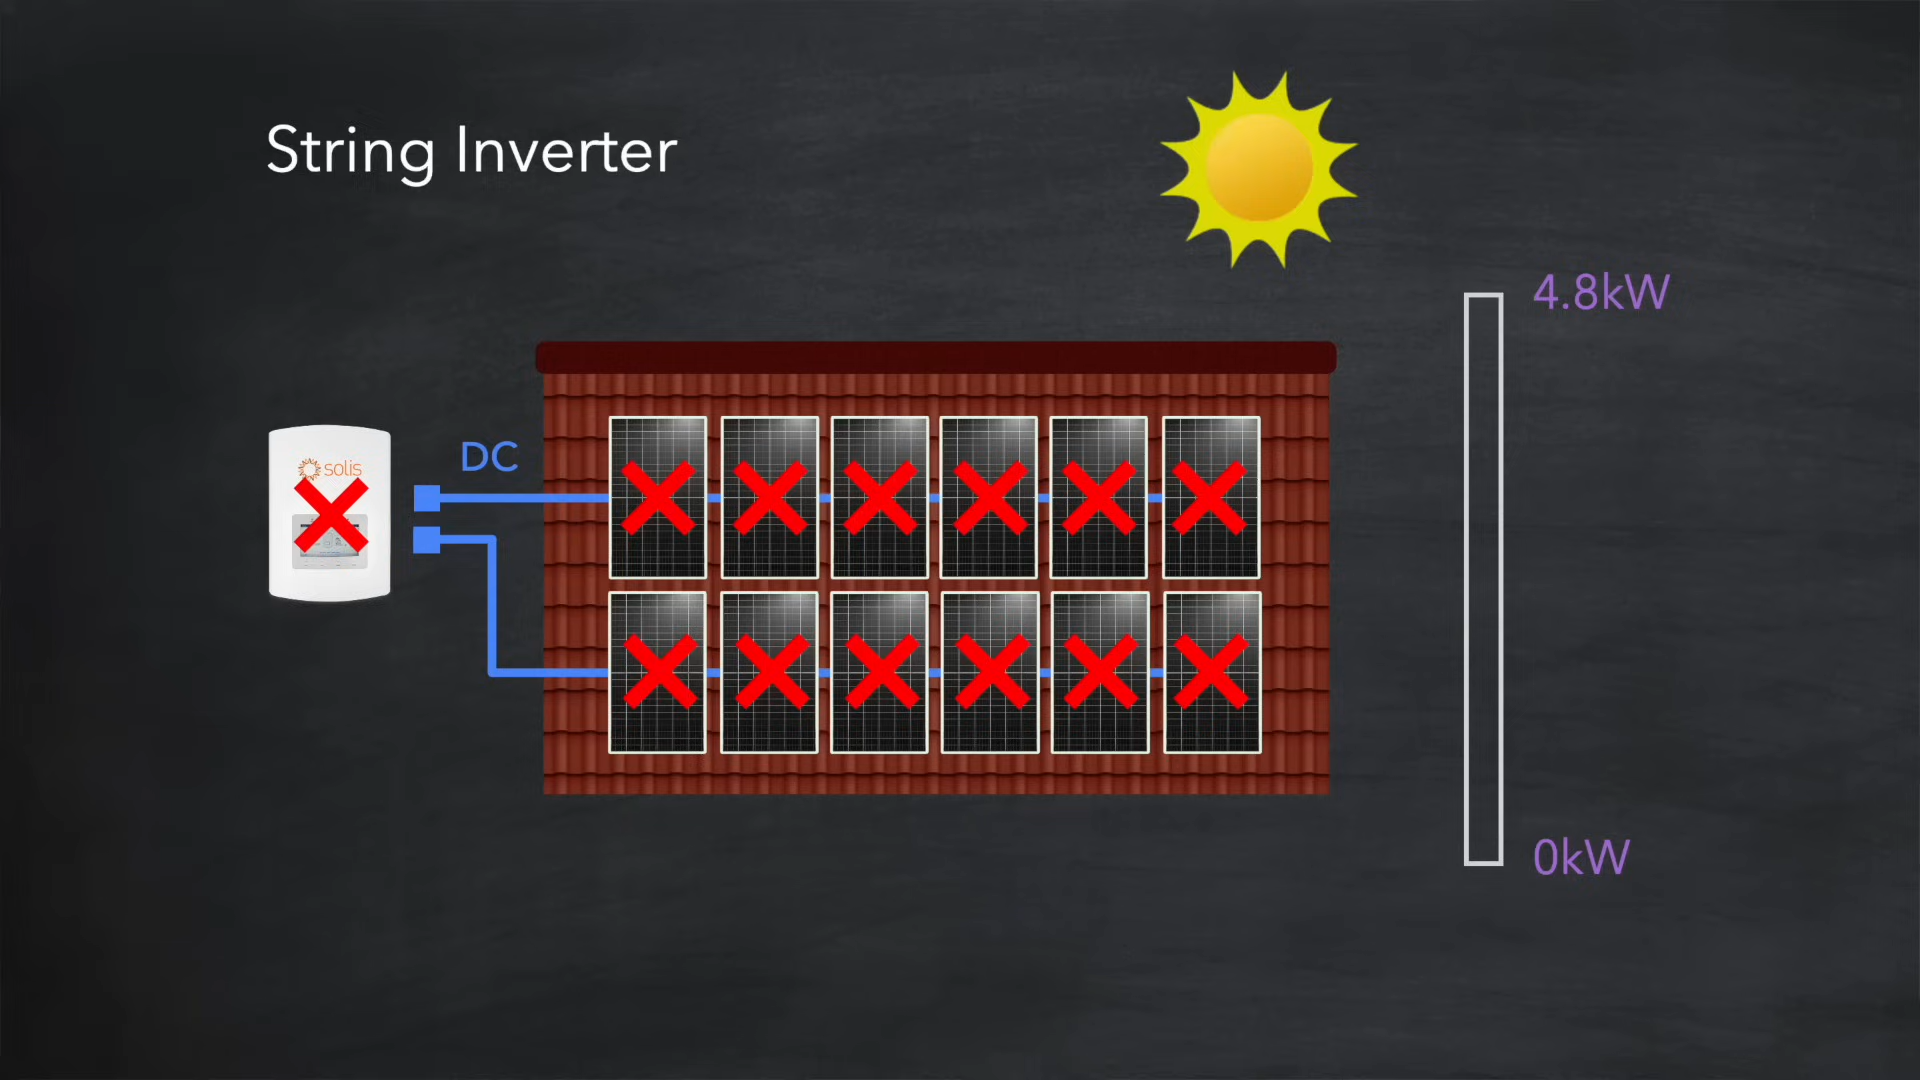 String Inverter
4.8kW
solis
DC
0kW